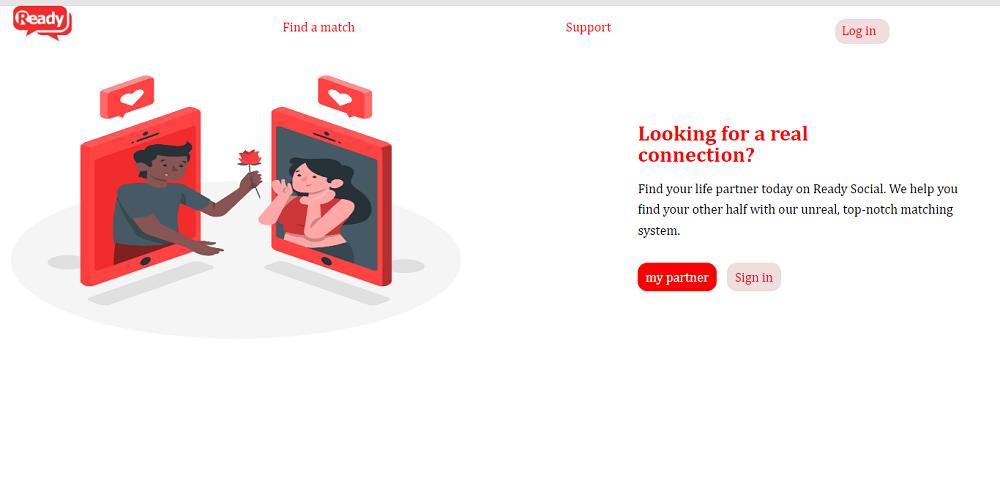 Ready
Find a match
Support
Log in
Looking for a real
connection?
Find your life partner today on Ready Social. We help you
find your other half with our unreal, top-notch matching
system.
my partner
Sign in